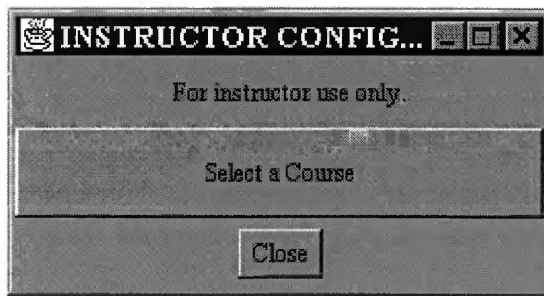 INSTRUCTOR CONFIG...
For instructor use only.
Select a Course
Close